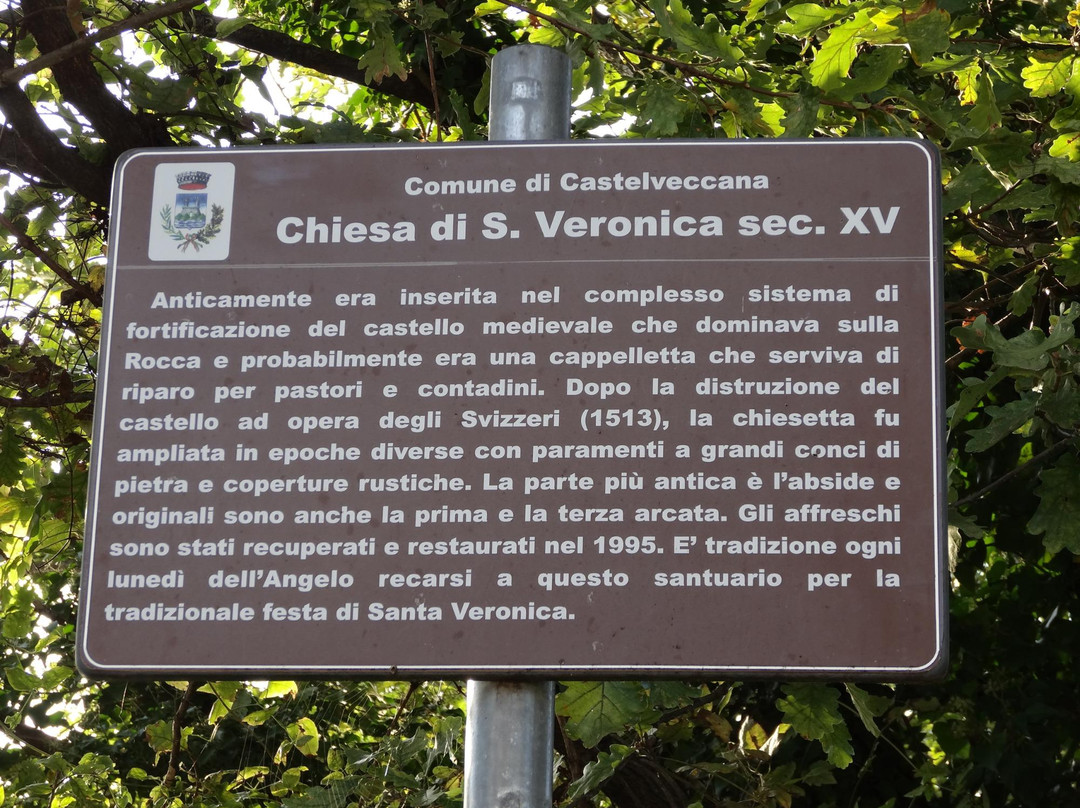 Comune di Castelveccana
Chiesa di S. Veronica sec. XV
Anticamente era inserita nel complesso sistema di
fortificazione del castello medievale che dominava sulla
Rocca e probabilmente era una cappelletta che serviva di
riparo per pastori e contadini. Dopo la distruzione del
castello ad opera degli Svizzeri (1513), la chiesetta fu
ampliata in epoche diverse con paramenti a grandi conci di
pietra e coperture rustiche. La parte più antica è l'abside e
originali sono anche la prima e la terza arcata. Gli affreschi
sono stati recuperati e restaurati nel 1995. E' tradizione ogni
lunedì dell'Angelo recarsi a questo santuario per la
tradizionale festa di Santa Veronica.